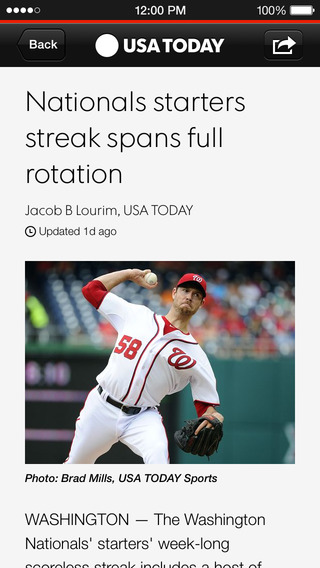 12:00 PM 100%
Back USA TODAY
Nationals starters
streak spans full
rotation
Jacob B Lourim, USA TODAY
Updated 1d ago
W
58 W
Photo: Brad Mills, USA TODAY Sports
WASHINGTON — The Washington
Nationals' starters' week-long
scoreless streak includes a host of